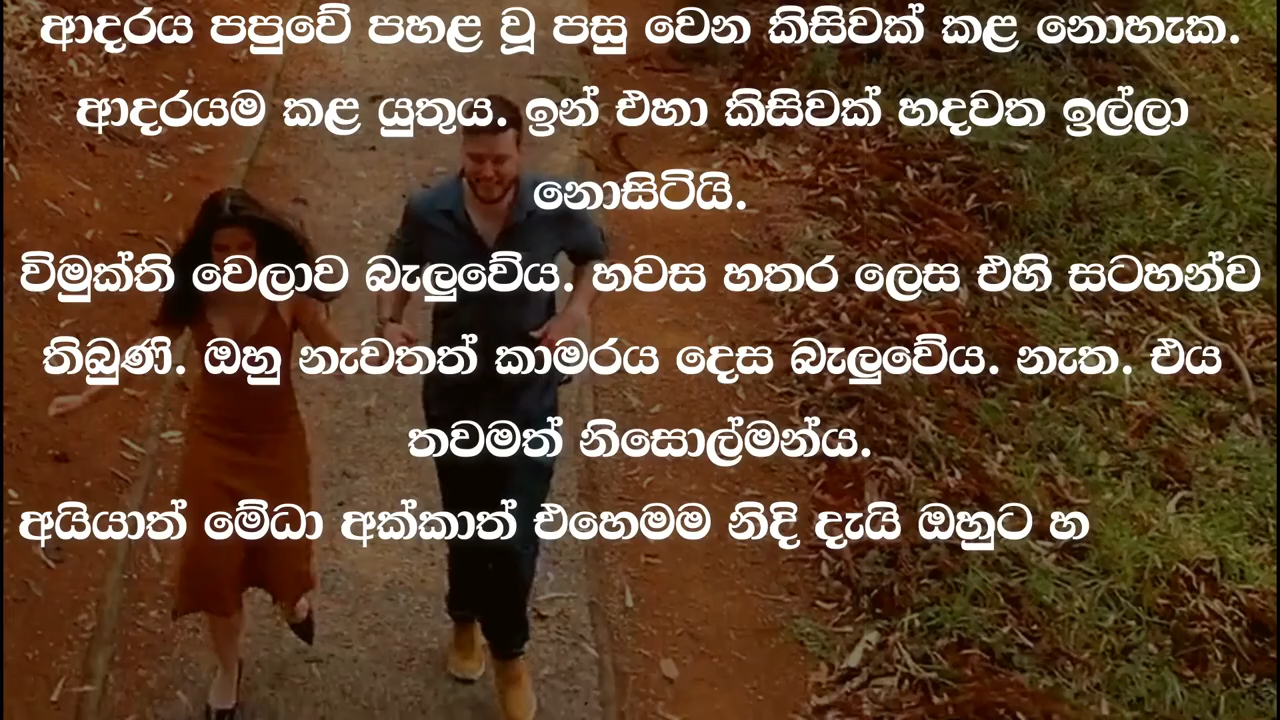 ආදරය පපුවේ පහළ වූ පසු වෙන කිසිවක් කළ නොහැක.
ආදරයම කළ යුතුය. ඉන් එහා කිසිවක් හදවත ඉල්ලා
නොසිටියි.
විමුක්ති වෙලාව බැලුවේය. හවස හතර ලෙස එහි සටහන්ව
තිබුණි. ඔහු නැවතත් කාමරය දෙස බැලුවේය. නැත. එය
තවමත් නිසොල්මන්ය.
අයියාත් මේධා අක්කාත් එහෙමම නිදි දැයි ඔහුට හ